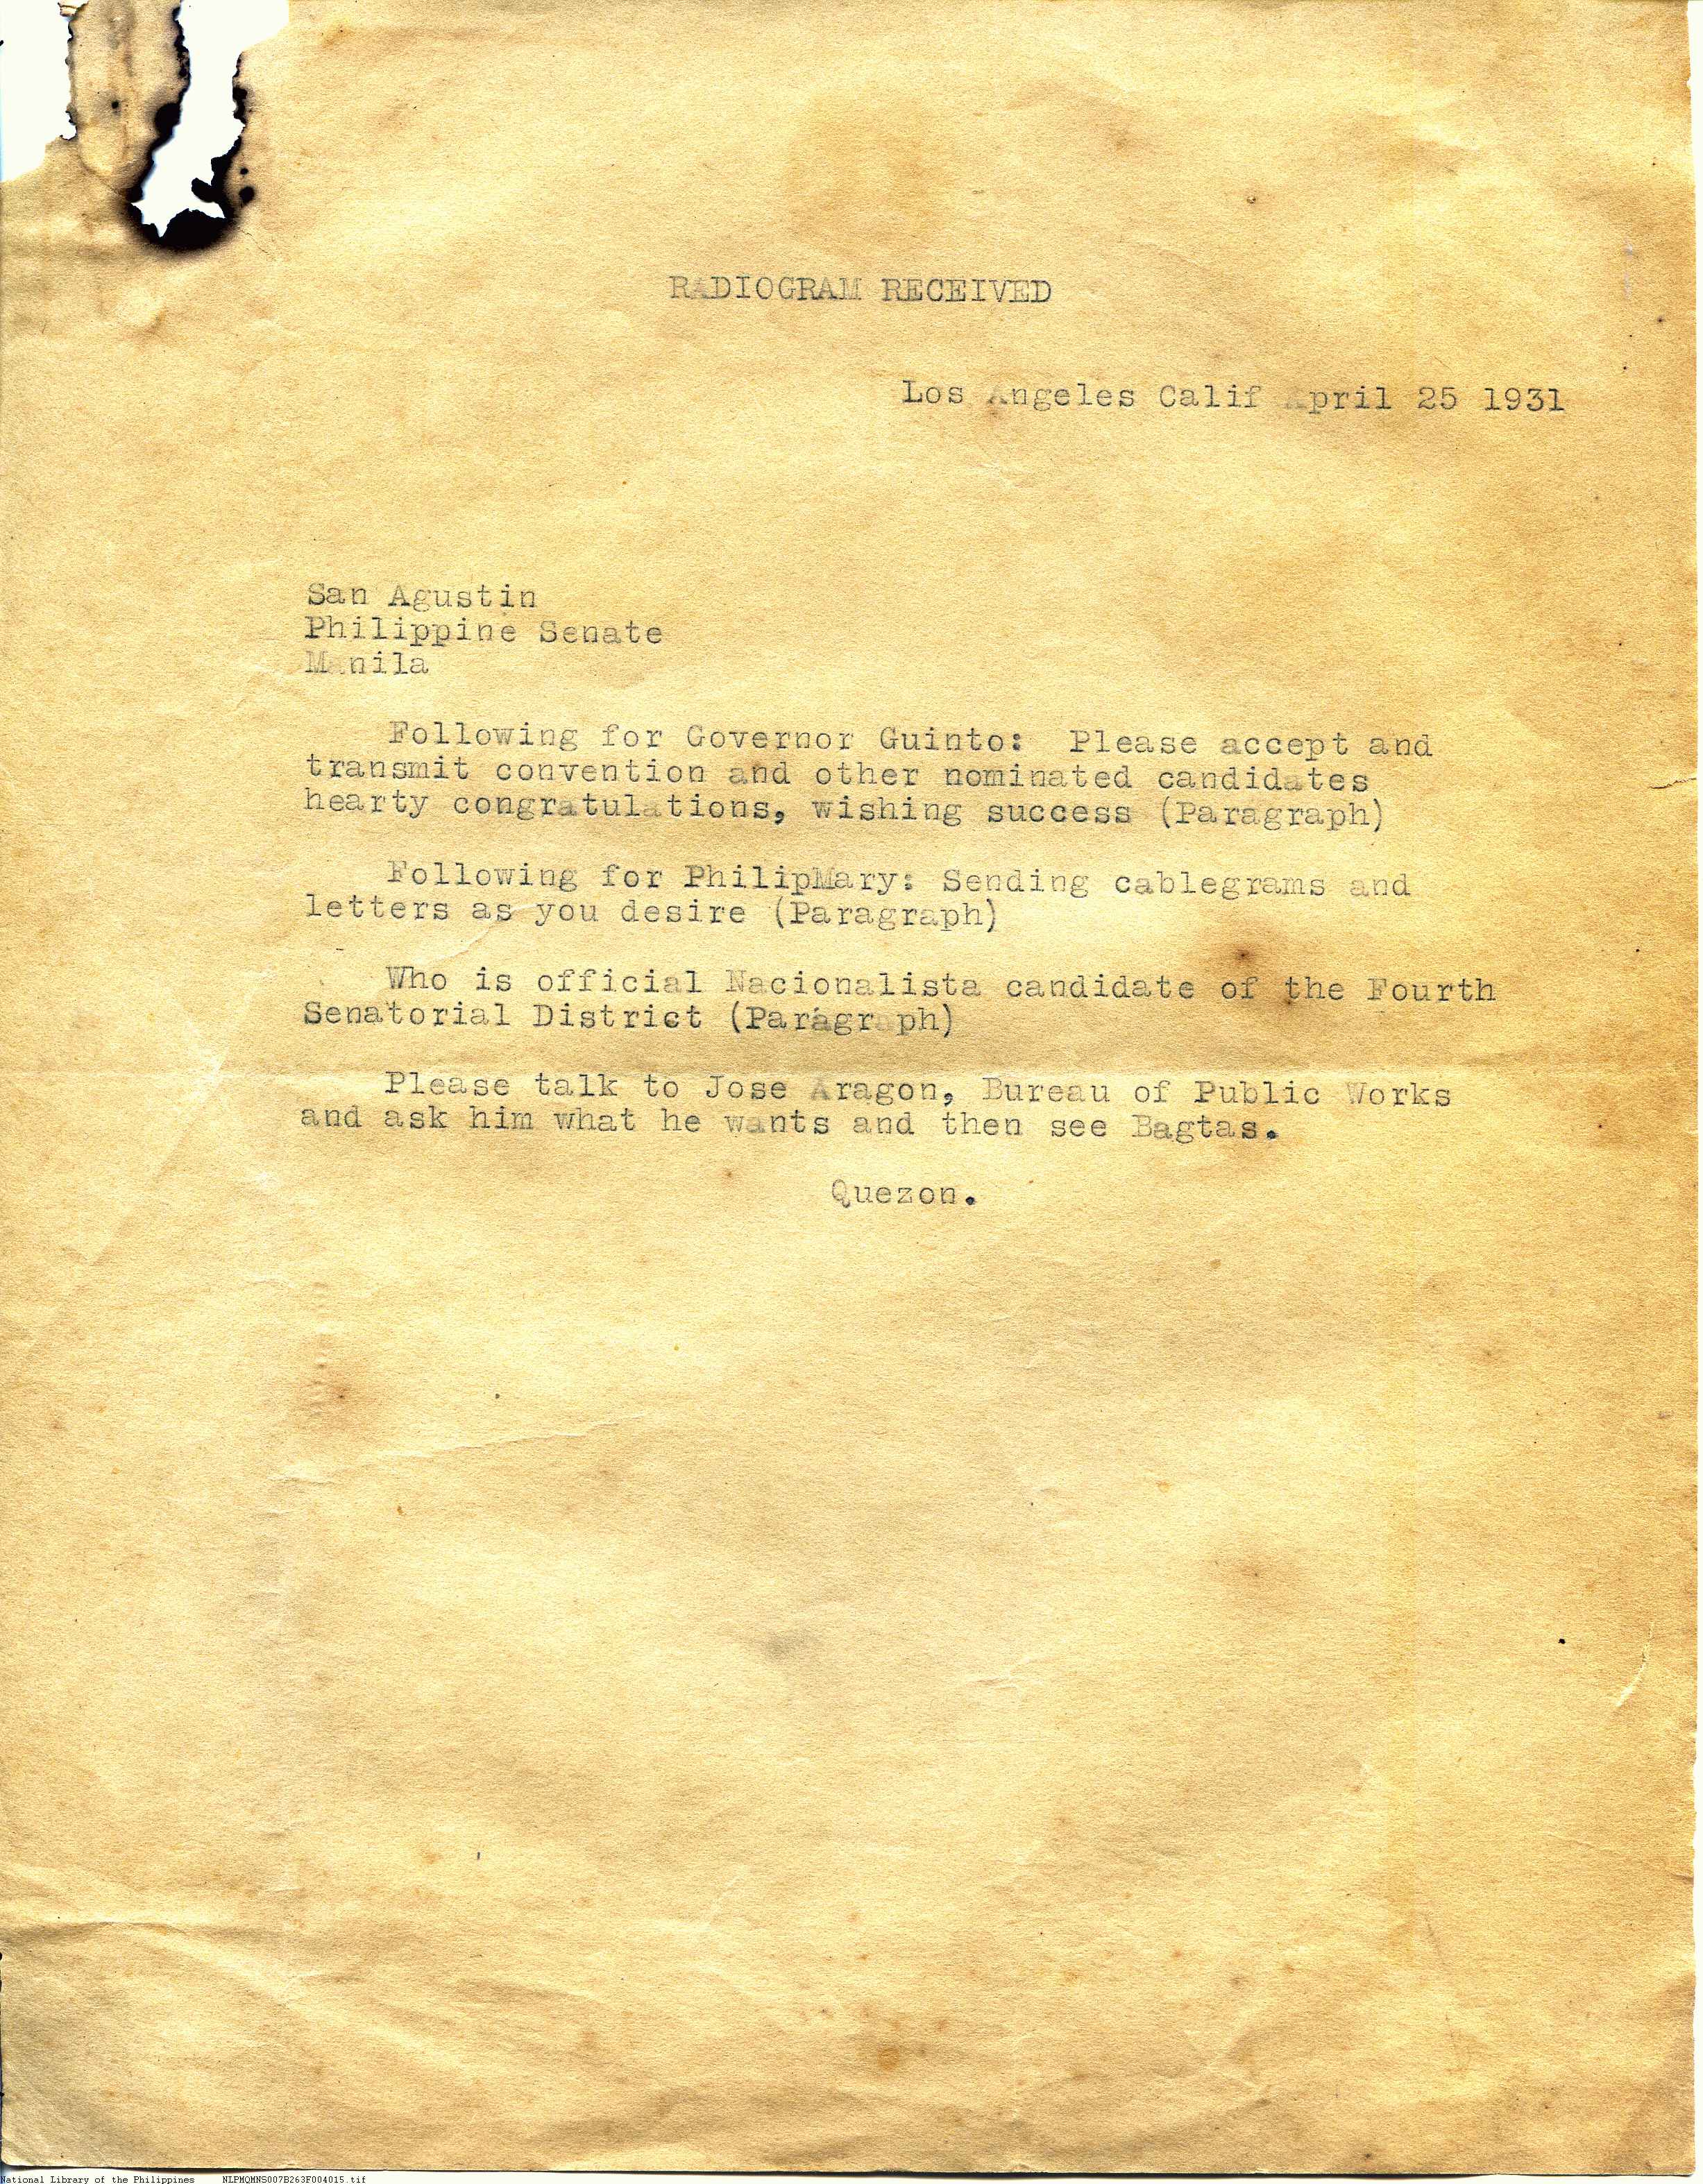 RADIOGRAM RECEIVED
Los Angeles Calif April 25 1931
San Agustin
Philippine Senate
Manila
Following for Governor Guinto: Please accept and
transmit convention and other nominated candidates
hearty congratulations, wishing success (Paragraph)
Following for PhilipMary: Sending cablegrams and
letters as you desire (Paragraph)
Who is official Nacionalista candidate of the Fourth
Senatorial District (Paragraph)
Please talk to Jose Aragon, Bureau of Public Works
and ask him what he wants and then see Bagtas.
Quezon.
National Library of the Philippines NLPMQMNS007B263F004015.tif